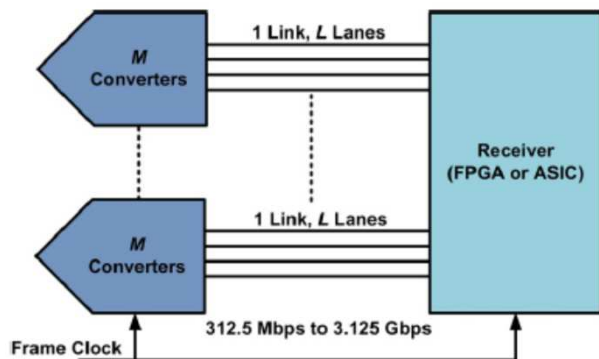 1 Link, L Lanes
M
Converters
Receiver
(FPGA or ASIC)
1 Link, L Lanes
M
Converters
312.5 Mbps to 3.125 Gbps
Frame Clock